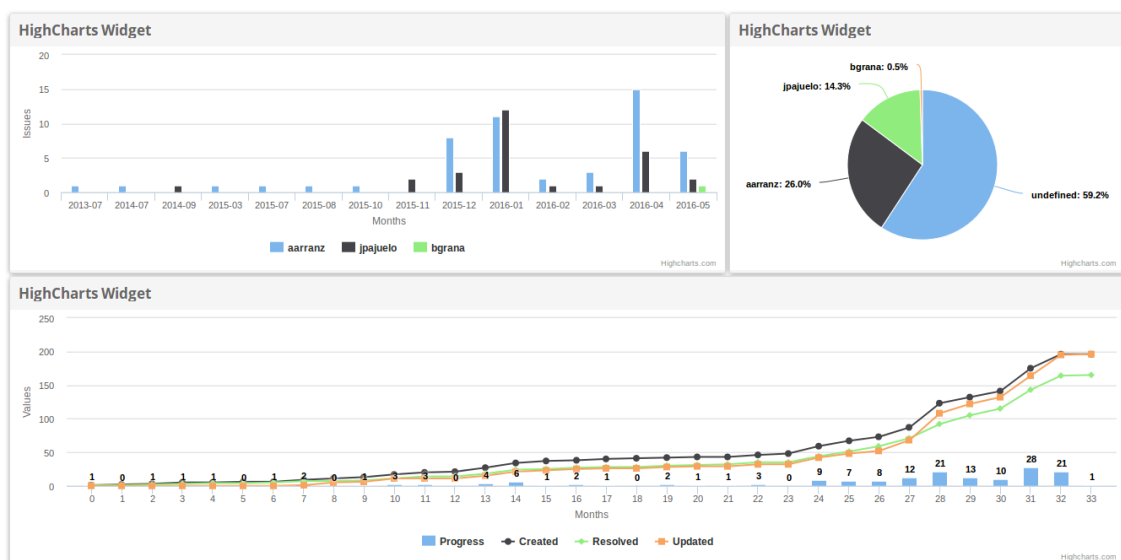 HighCharts Widget
20
15
10
5
0
Issues
2013-07 2014-07 2014-09 2015-03 2015-07 2015-08 2015-10 2015-11 2015-12 2016-01 2016-02 2016-03 2016-04 2016-05
Months
aarranz jpajuelo bgrana
Highcharts.com
HighCharts Widget
bgrana: 0.5%
jpajuelo: 14.3%
aarranz: 26.0%
undefined: 59.2%
Highcharts.com
HighCharts Widget
250
200
150
100
50
0
Values
1 0 1 1 0 1 2 0 3 3 0 4 6 1 2 1 0 2 1 1 3 0 9 7 8 12 21 13 10 28 21 1
0 1 2 3 4 5 6 7 8 9 10 11 12 13 14 15 16 17 18 19 20 21 22 23 24 25 26 27 28 29 30 31 32 33
Months
Progress Created Resolved Updated
Highcharts.com